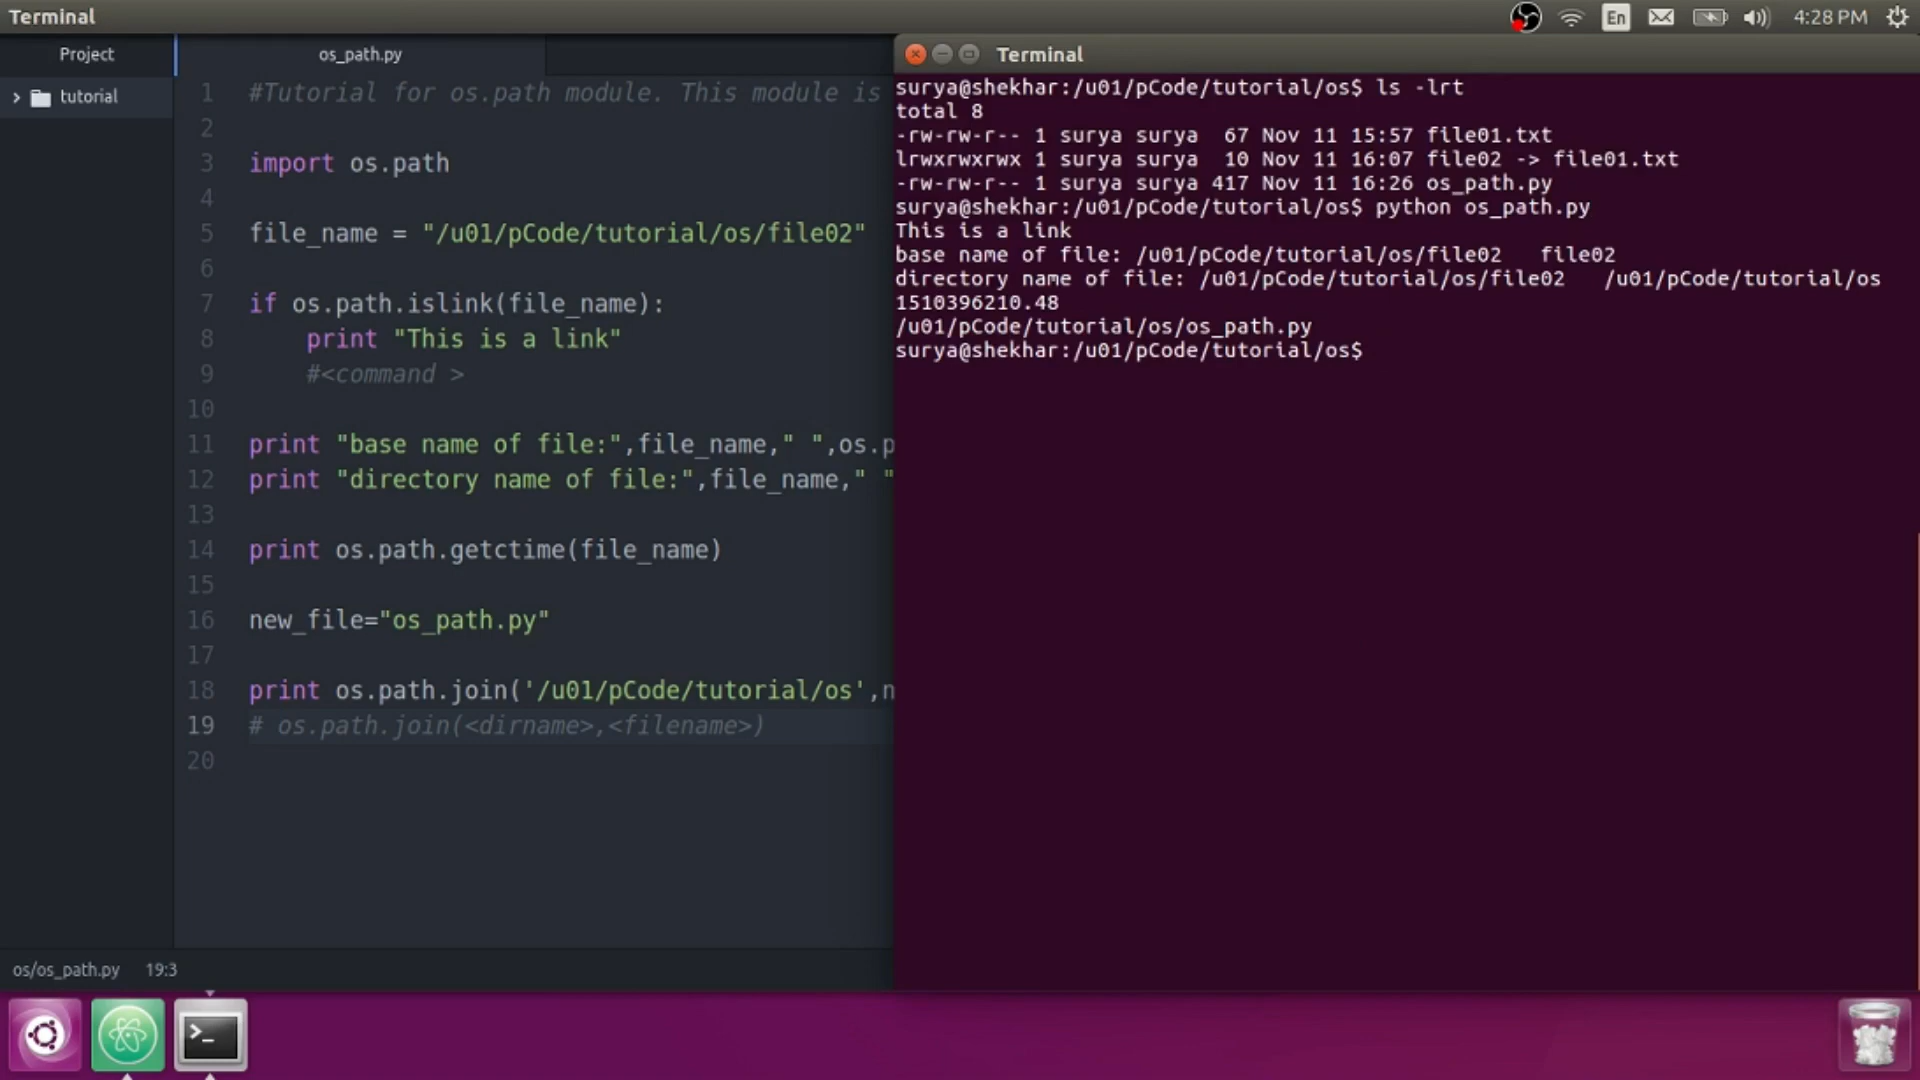 Terminal
En
4:28 PM
Project
tutorial
os_path.py
1 #Tutorial for os.path module. This module is
2
3 import os.path
4
5 file_name = "/u01/pCode/tutorial/os/file02"
6
7 if os.path.islink(file_name):
8 print "This is a link"
9 #<command >
10
11 print "base name of file:",file_name," ",os.p
12 print "directory name of file:",file_name," "
13
14 print os.path.getctime(file_name)
15
16 new_file="os_path.py"
17
18 print os.path.join('/u01/pCode/tutorial/os',n
19 # os.path.join(<dirname>,<filename>)
20
os/os_path.py 19:3
Terminal
surya@shekhar:/u01/pCode/tutorial/os$ ls -lrt
total 8
-rw-rw-r-- 1 surya surya 67 Nov 11 15:57 file01.txt
lrwxrwxrwx 1 surya surya 10 Nov 11 16:07 file02 -> file01.txt
-rw-rw-r-- 1 surya surya 417 Nov 11 16:26 os_path.py
surya@shekhar:/u01/pCode/tutorial/os$ python os_path.py
This is a link
base name of file: /u01/pCode/tutorial/os/file02 file02
directory name of file: /u01/pCode/tutorial/os/file02 /u01/pCode/tutorial/os
1510396210.48
/u01/pCode/tutorial/os/os_path.py
surya@shekhar:/u01/pCode/tutorial/os$